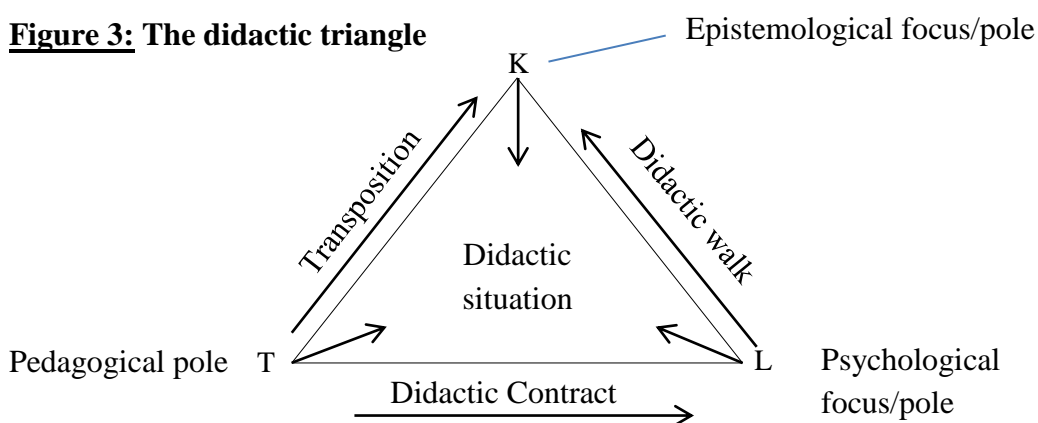 Figure 3: The didactic triangle
Epistemological focus/pole
K
Transposition
Didactic walk
Didactic
situation
Pedagogical pole
T
L
Psychological
focus/pole
Didactic Contract